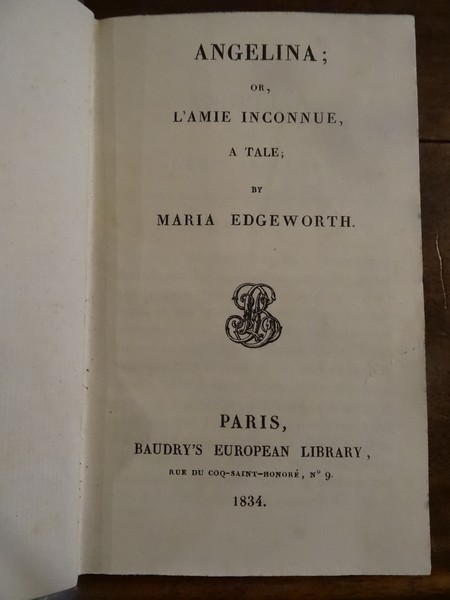 ANGELINA;
OR,
L'AMIE INCONNUE,
A TALE;
BY
MARIA EDGEWORTH.
PARIS,
BAUDRY'S EUROPEAN LIBRARY,
RUE DU COQ-SAINT-HONORÉ, Nº 9.
1834.